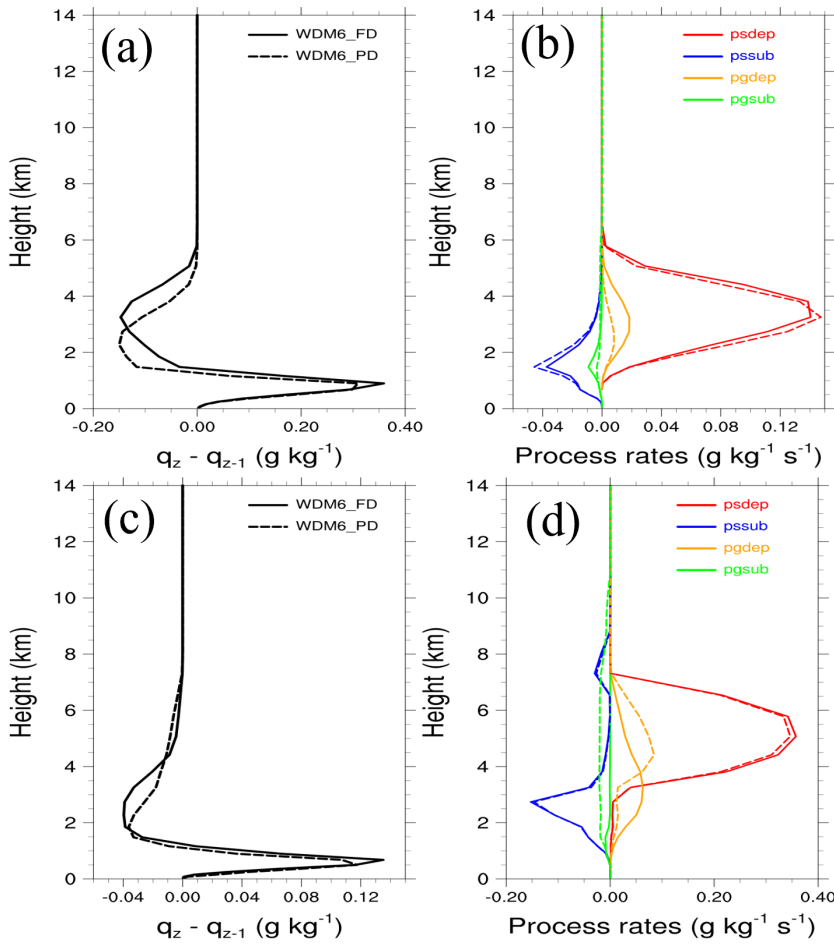 (a)
WDM6_FD
WDM6_PD
14
12
10
8
6
4
2
0
Height (km)
-0.20
0.00
0.20
0.40
q_z - q_z-1 (g kg^-1)
(b)
psdep
pssub
pgdep
pgsub
14
12
10
8
6
4
2
0
Height (km)
-0.04
0.00
0.04
0.08
0.12
Process rates (g kg^-1 s^-1)
(c)
WDM6_FD
WDM6_PD
14
12
10
8
6
4
2
0
Height (km)
-0.04
0.00
0.04
0.08
0.12
q_z - q_z-1 (g kg^-1)
(d)
psdep
pssub
pgdep
pgsub
14
12
10
8
6
4
2
0
Height (km)
-0.20
0.00
0.20
0.40
Process rates (g kg^-1 s^-1)